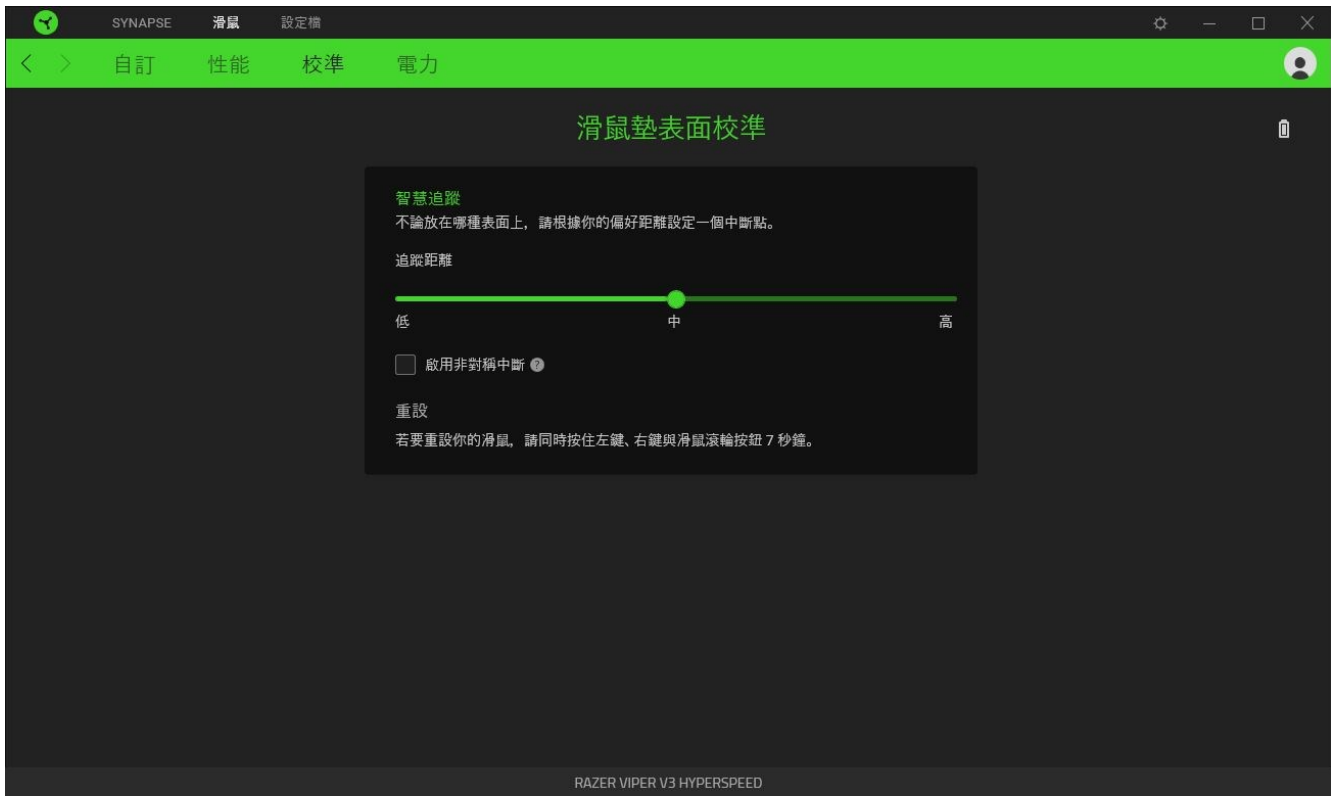 SYNAPSE 滑鼠 設定檔
自訂 性能 校準 電力
滑鼠墊表面校準
智慧追蹤
不論放在哪種表面上，請根據你的偏好距離設定一個中斷點。
追蹤距離
低 中 高
啟用非對稱中斷 ?
重設
若要重設你的滑鼠，請同時按住左鍵、右鍵與滑鼠滾輪按鈕 7 秒鐘。
RAZER VIPER V3 HYPERSPEED